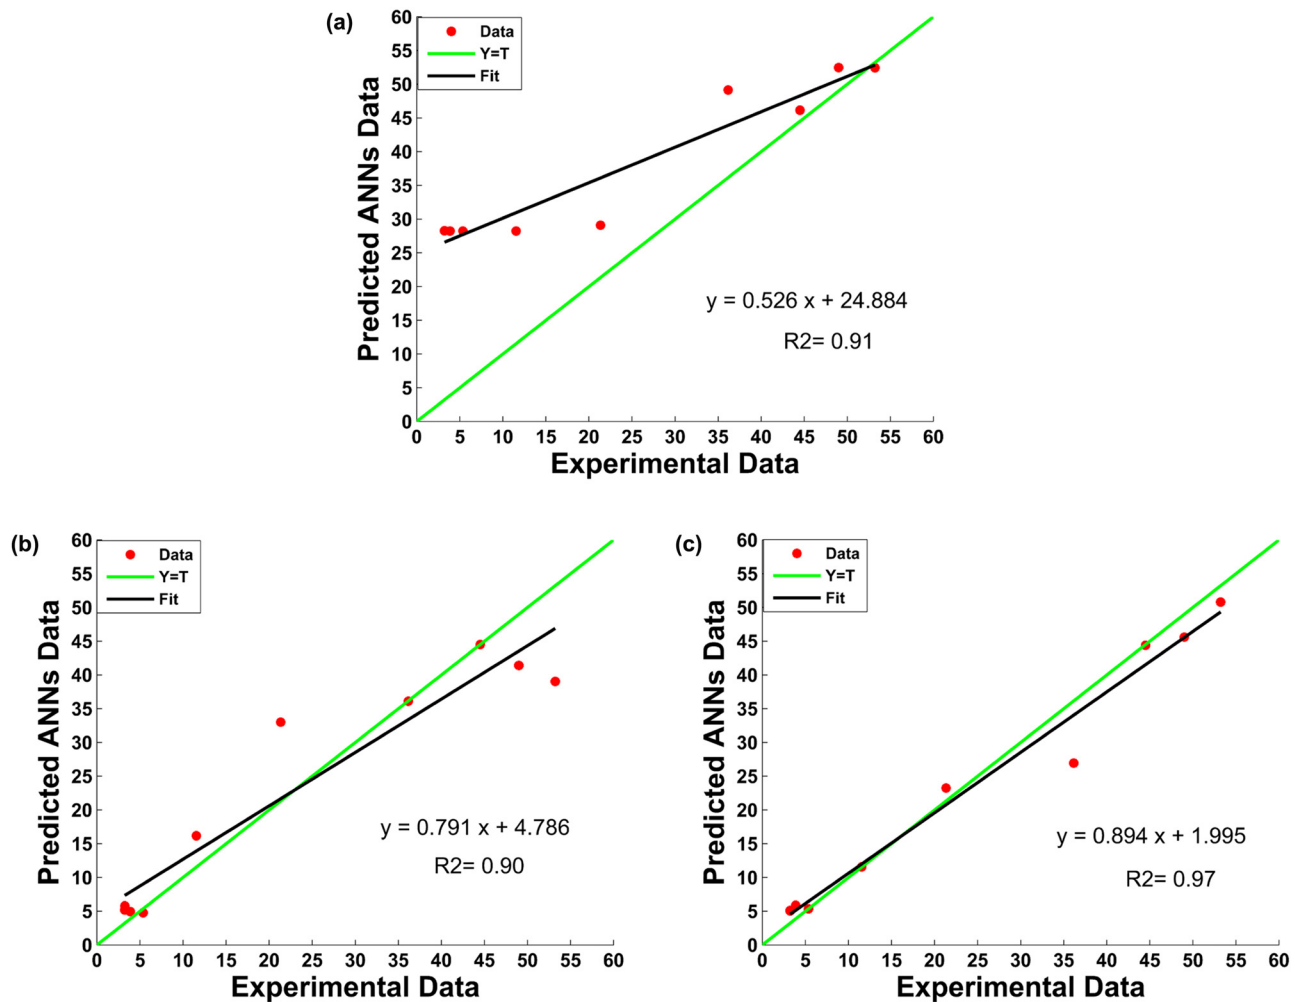 (a)
Data
Y=T
Fit
60
55
50
45
40
35
30
25
20
15
10
5
0
Predicted ANNs Data
y = 0.526 x + 24.884
R2= 0.91
0 5 10 15 20 25 30 35 40 45 50 55 60
Experimental Data
(b)
Data
Y=T
Fit
60
55
50
45
40
35
30
25
20
15
10
5
0
Predicted ANNs Data
y = 0.791 x + 4.786
R2= 0.90
0 5 10 15 20 25 30 35 40 45 50 55 60
Experimental Data
(c)
Data
Y=T
Fit
60
55
50
45
40
35
30
25
20
15
10
5
0
Predicted ANNs Data
y = 0.894 x + 1.995
R2= 0.97
0 5 10 15 20 25 30 35 40 45 50 55 60
Experimental Data